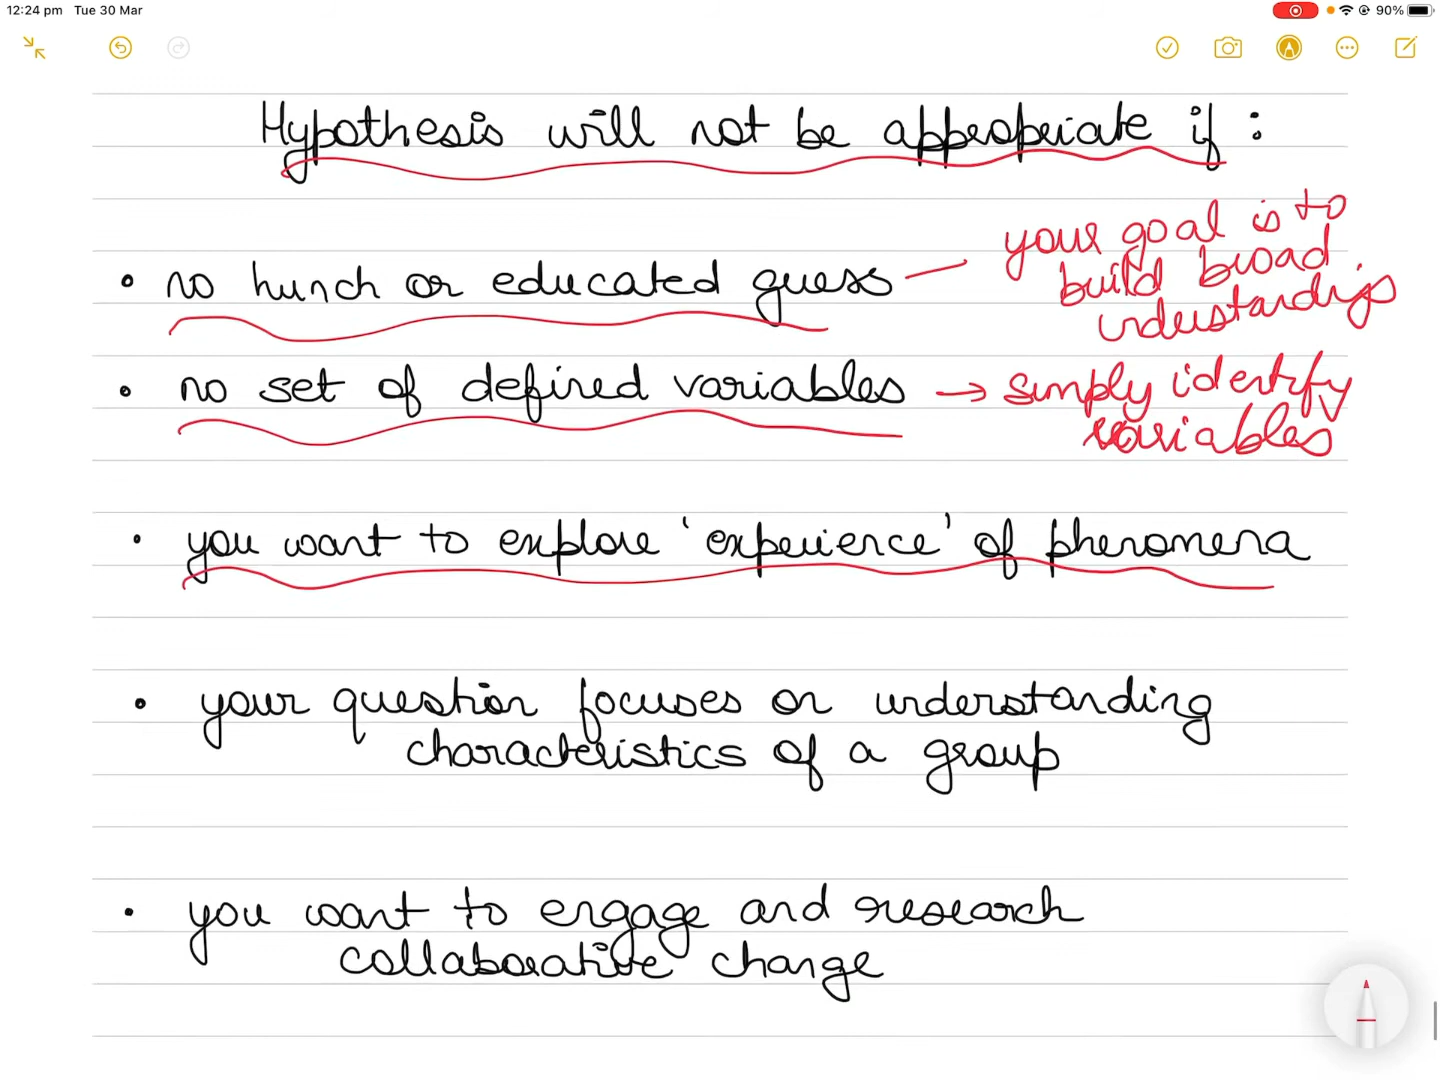 12:24 pm Tue 30 Mar
90%
Hypothesis will not be appropriate if :
• no hunch or educated guess — your goal is to
build broad
understandings
• no set of defined variables → simply identify
variables
• you want to explore 'experience' of phenomena
• your question focuses on understanding
characteristics of a group
• you want to engage and research
collaborative change